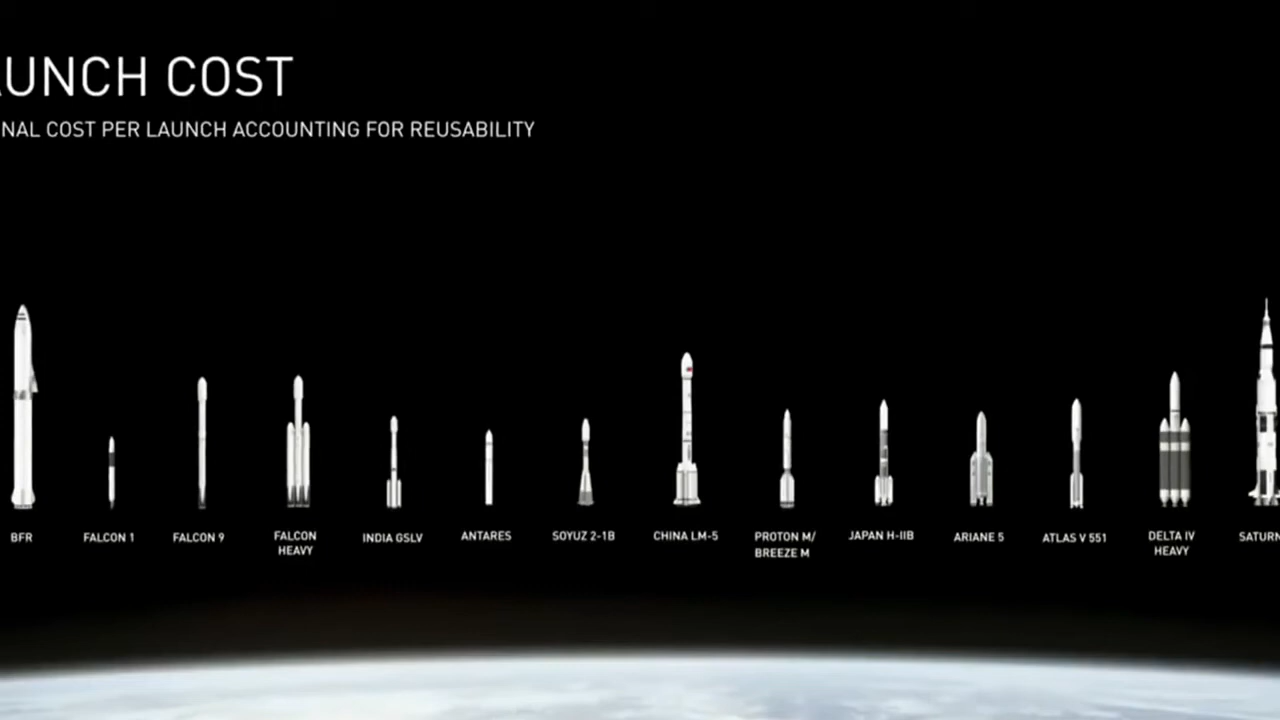 AUNCH COST
NAL COST PER LAUNCH ACCOUNTING FOR REUSABILITY
BFR
FALCON 1
FALCON 9
FALCON
HEAVY
INDIA GSLV
ANTARES
SOYUZ 2-1B
CHINA LM-5
PROTON M/
BREEZE M
JAPAN H-IIB
ARIANE 5
ATLAS V 551
DELTA IV
HEAVY
SATURN